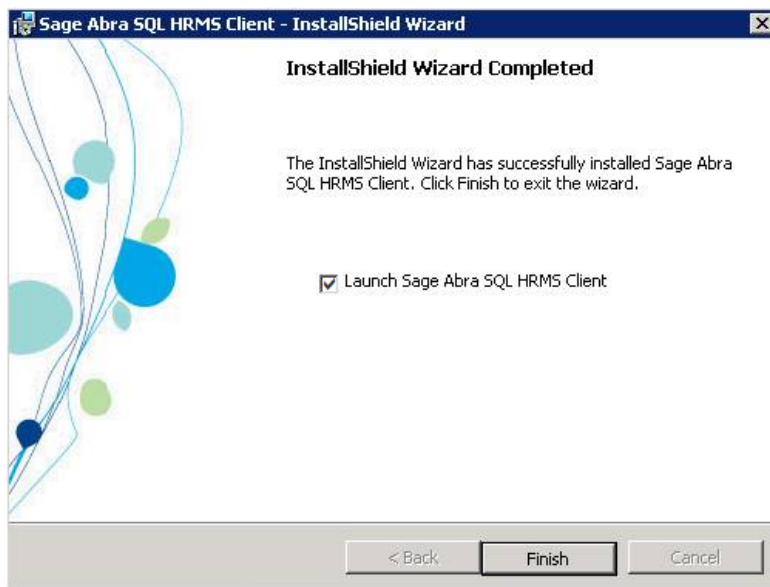 Sage Abra SQL HRMS Client - InstallShield Wizard
InstallShield Wizard Completed
The InstallShield Wizard has successfully installed Sage Abra
SQL HRMS Client. Click Finish to exit the wizard.
Launch Sage Abra SQL HRMS Client
< Back Finish Cancel